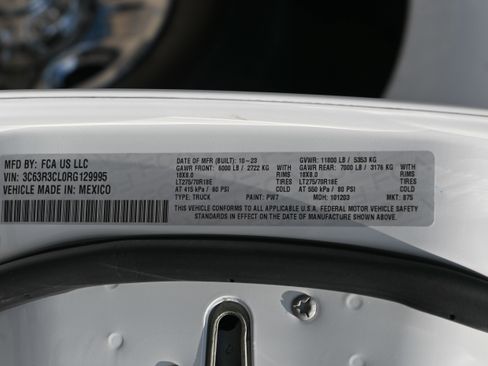 MFD BY: FCA US LLC
VIN: 3C63R3CL0RG129995
VEHICLE MADE IN: MEXICO
DATE OF MFR (BUILT): 10-23 GVWR: 11800 LB / 5353 KG
GAWR FRONT: 6000 LB / 2722 KG WITH GAWR REAR: 7000 LB / 3176 KG WITH
18X8.0 RIMS 18X8.0 RIMS
LT275/70R18E TIRES LT275/70R18E TIRES
AT 415 kPa / 60 PSI AT 550 kPa / 80 PSI
TYPE: TRUCK PAINT: PW7 MDH: 101203 MKT: 875
THIS VEHICLE CONFORMS TO ALL APPLICABLE U.S.A. FEDERAL MOTOR VEHICLE SAFETY
STANDARDS IN EFFECT ON THE DATE OF MANUFACTURE SHOWN ABOVE